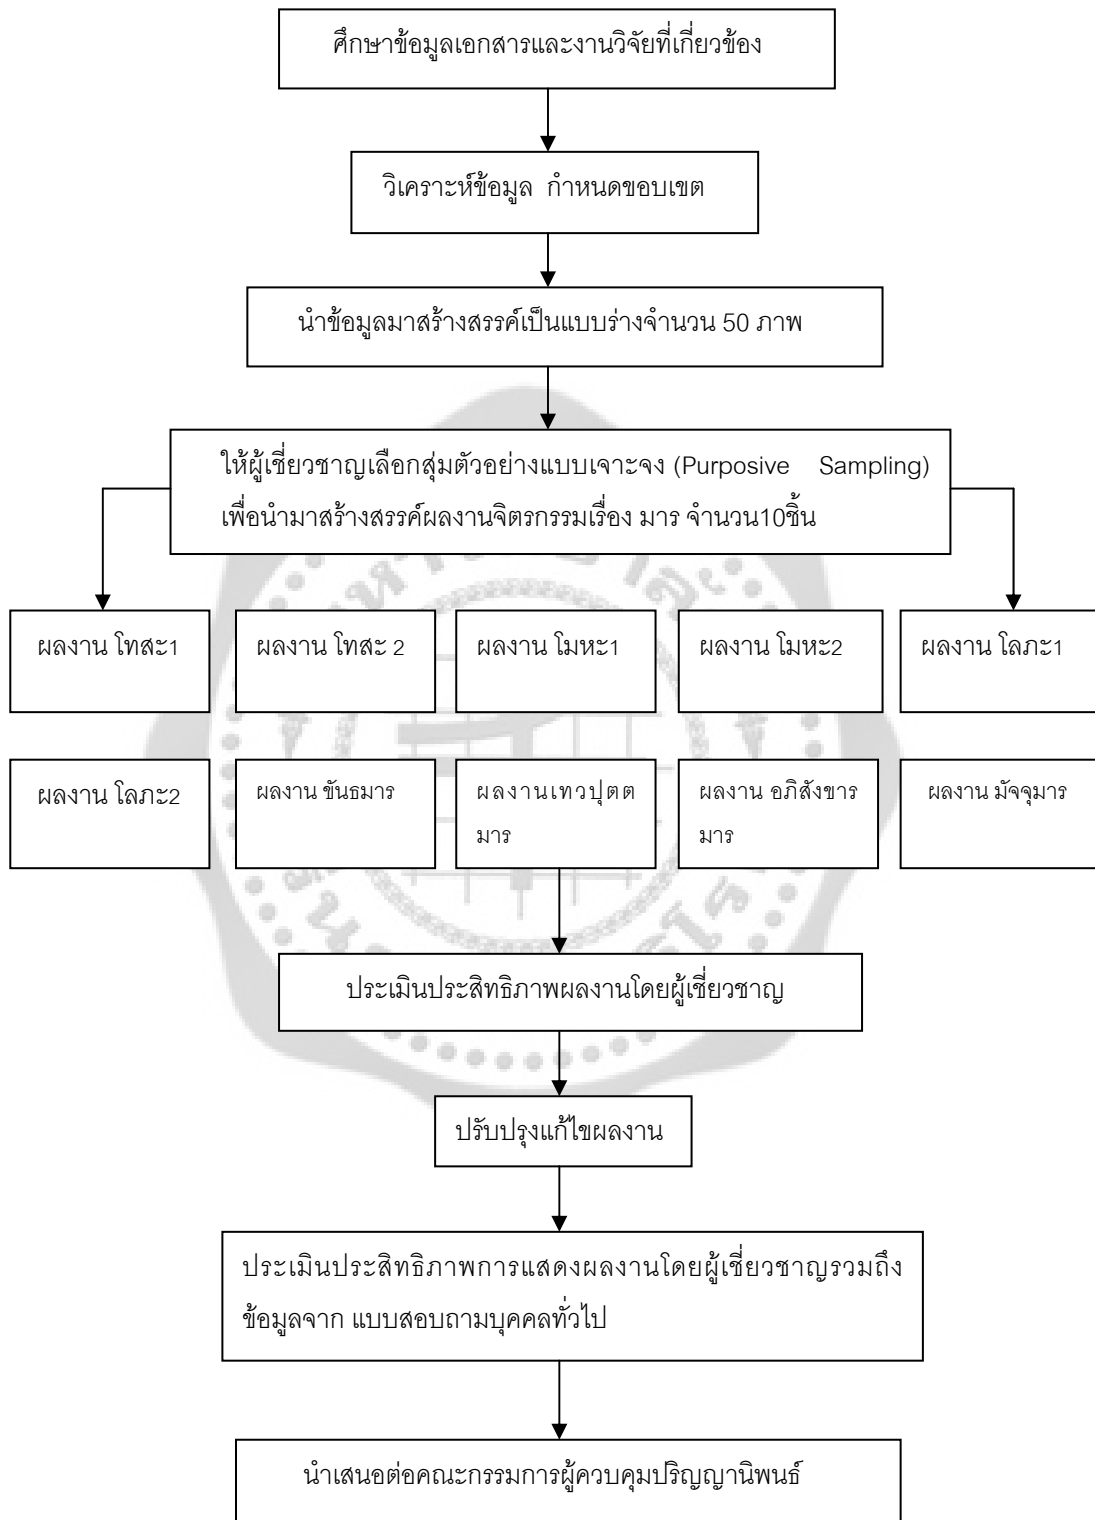 ศึกษาข้อมูลเอกสารและงานวิจัยที่เกี่ยวข้อง
วิเคราะห์ข้อมูล กำหนดขอบเขต
นำข้อมูลมาสร้างสรรค์เป็นแบบร่างจำนวน 50 ภาพ
ให้ผู้เชี่ยวชาญเลือกสุ่มตัวอย่างแบบเจาะจง (Purposive Sampling)
เพื่อนำมาสร้างสรรค์ผลงานจิตรกรรมเรื่อง มาร จำนวน10ชิ้น
ผลงาน โทสะ1
ผลงาน โทสะ 2
ผลงาน โมหะ1
ผลงาน โมหะ2
ผลงาน โลภะ1
ผลงาน โลภะ2
ผลงาน ขันธมาร
ผลงานเทวปุตต
มาร
ผลงาน อภิสังขาร
มาร
ผลงาน มัจจุมาร
ประเมินประสิทธิภาพผลงานโดยผู้เชี่ยวชาญ
ปรับปรุงแก้ไขผลงาน
ประเมินประสิทธิภาพการแสดงผลงานโดยผู้เชี่ยวชาญรวมถึง
ข้อมูลจาก แบบสอบถามบุคคลทั่วไป
นำเสนอต่อคณะกรรมการผู้ควบคุมปริญญานิพนธ์